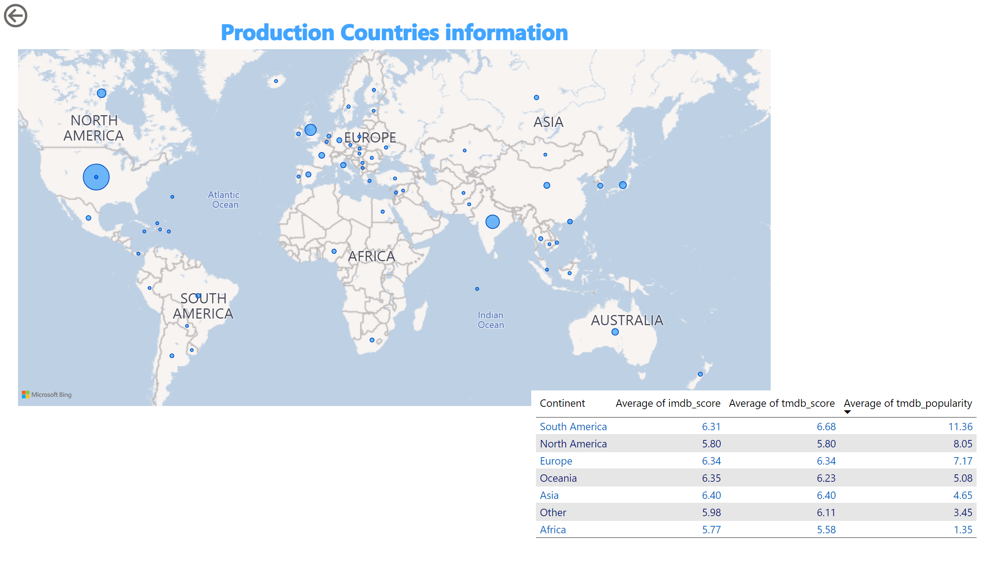 Production Countries information
NORTH
AMERICA
EUROPE
ASIA
Atlantic
Ocean
AFRICA
SOUTH
AMERICA
Indian
Ocean
AUSTRALIA
Microsoft Bing
Continent Average of imdb_score Average of tmdb_score Average of tmdb_popularity
South America 6.31 6.68 11.36
North America 5.80 5.80 8.05
Europe 6.34 6.34 7.17
Oceania 6.35 6.23 5.08
Asia 6.40 6.40 4.65
Other 5.98 6.11 3.45
Africa 5.77 5.58 1.35